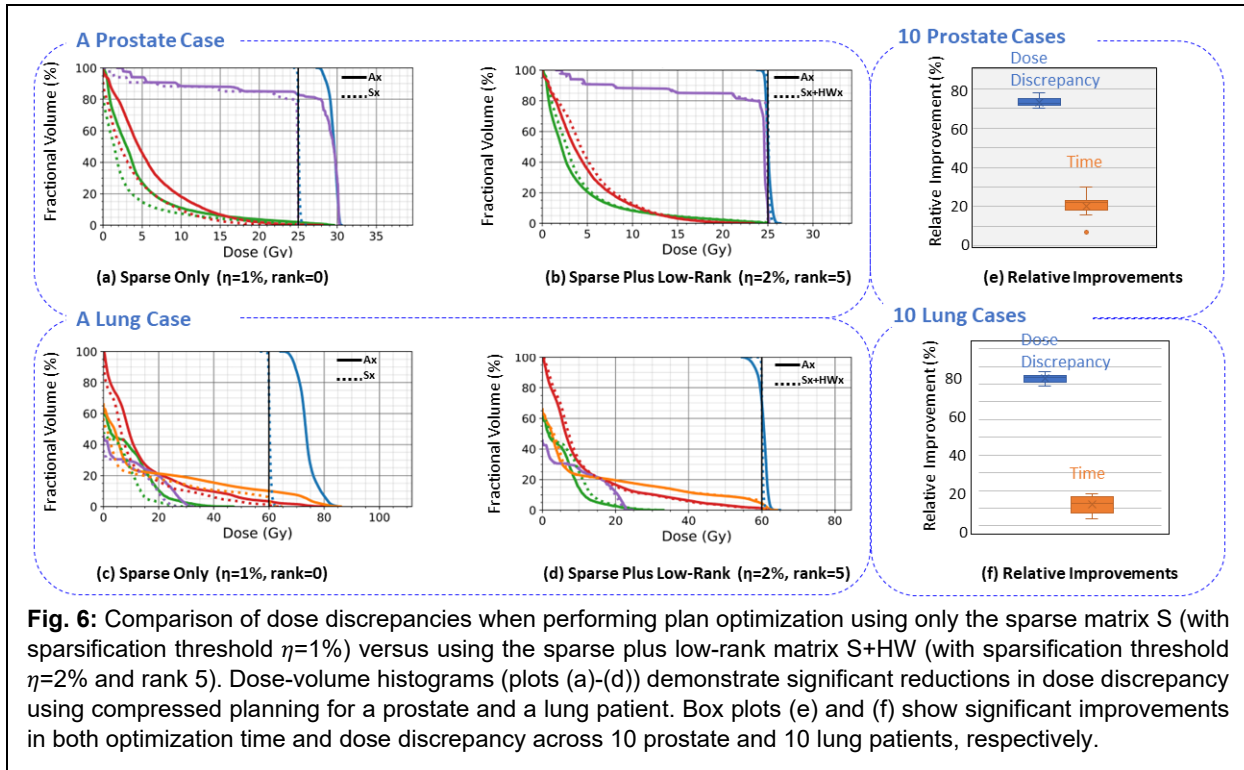 A Prostate Case
10 Prostate Cases
Fractional Volume (%)
100
80
60
40
20
0
Ax
Sx
0 5 10 15 20 25 30 35
Dose (Gy)
(a) Sparse Only (η=1%, rank=0)
Fractional Volume (%)
100
80
60
40
20
0
Ax
Sx+HWx
0 5 10 15 20 25 30
Dose (Gy)
(b) Sparse Plus Low-Rank (η=2%, rank=5)
Relative Improvement (%)
80
60
40
20
0
Dose
Discrepancy
Time
(e) Relative Improvements
A Lung Case
10 Lung Cases
Fractional Volume (%)
100
80
60
40
20
0
Ax
Sx
0 20 40 60 80 100
Dose (Gy)
(c) Sparse Only (η=1%, rank=0)
Fractional Volume (%)
100
80
60
40
20
0
Ax
Sx+HWx
0 20 40 60 80
Dose (Gy)
(d) Sparse Plus Low-Rank (η=2%, rank=5)
Relative Improvement (%)
80
60
40
20
0
Dose
Discrepancy
Time
(f) Relative Improvements
Fig. 6: Comparison of dose discrepancies when performing plan optimization using only the sparse matrix S (with
sparsification threshold η=1%) versus using the sparse plus low-rank matrix S+HW (with sparsification threshold
η=2% and rank 5). Dose-volume histograms (plots (a)-(d)) demonstrate significant reductions in dose discrepancy
using compressed planning for a prostate and a lung patient. Box plots (e) and (f) show significant improvements
in both optimization time and dose discrepancy across 10 prostate and 10 lung patients, respectively.